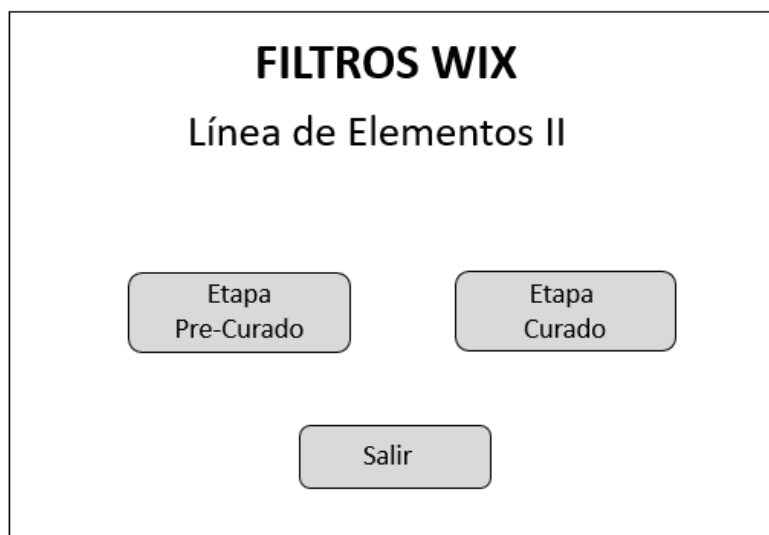 FILTROS WIX
Línea de Elementos II
Etapa
Pre-Curado
Etapa
Curado
Salir